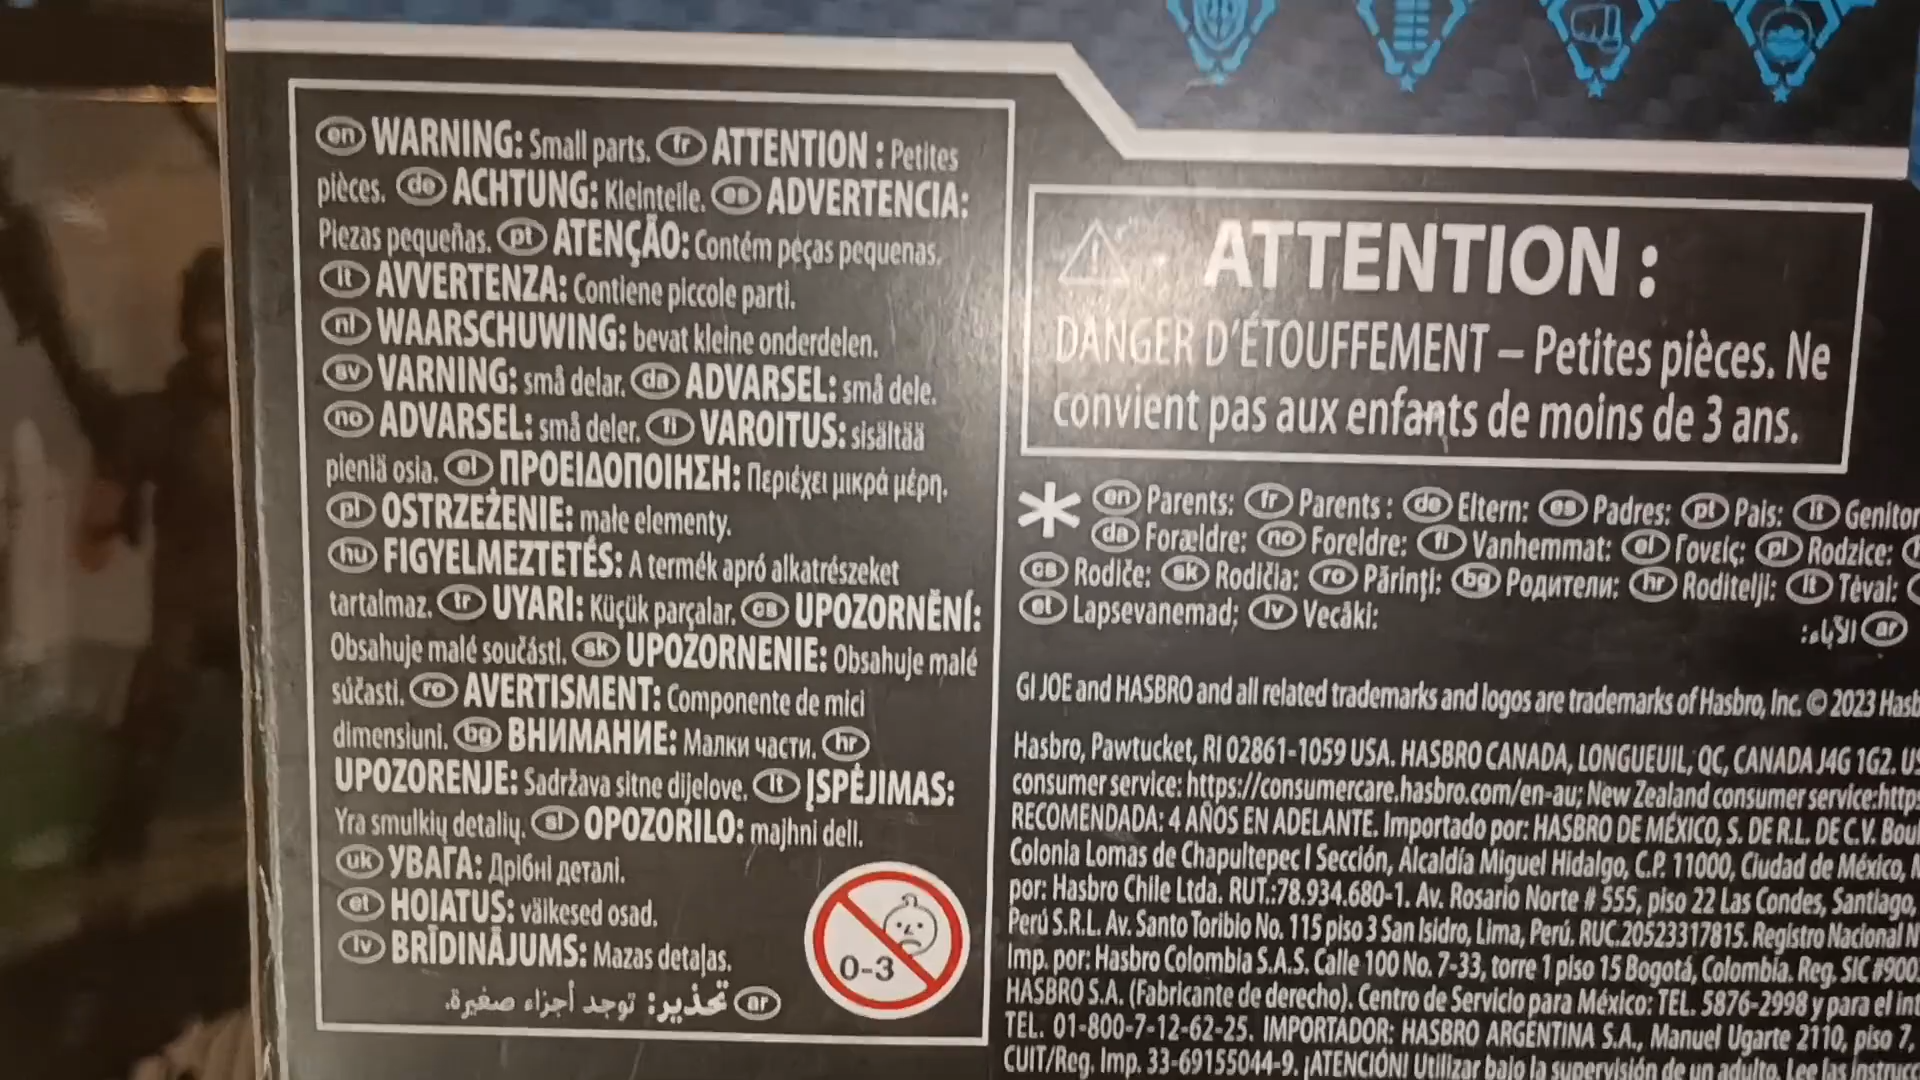 en WARNING: Small parts. fr ATTENTION : Petites
pièces. de ACHTUNG: Kleinteile. es ADVERTENCIA:
Piezas pequeñas. pt ATENÇÃO: Contém peças pequenas.
it AVVERTENZA: Contiene piccole parti.
nl WAARSCHUWING: bevat kleine onderdelen.
sv VARNING: små delar. da ADVARSEL: små dele.
no ADVARSEL: små deler. fi VAROITUS: sisältää
pieniä osia. el ΠΡΟΕΙΔΟΠΟΙΗΣΗ: Περιέχει μικρά μέρη.
pl OSTRZEŻENIE: małe elementy.
hu FIGYELMEZTETÉS: A termék apró alkatrészeket
tartalmaz. tr UYARI: Küçük parçalar. cs UPOZORNĚNÍ:
Obsahuje malé součásti. sk UPOZORNENIE: Obsahuje malé
súčasti. ro AVERTISMENT: Componente de mici
dimensiuni. bg ВНИМАНИЕ: Малки части. hr
UPOZORENJE: Sadržava sitne dijelove. lt ĮSPĖJIMAS:
Yra smulkių detalių. sl OPOZORILO: majhni deli.
uk УВАГА: Дрібні деталі.
et HOIATUS: väikesed osad.
lv BRĪDINĀJUMS: Mazas detaļas.
ar تحذير: توجد أجزاء صغيرة.
0-3
ATTENTION :
DANGER D'ÉTOUFFEMENT – Petites pièces. Ne
convient pas aux enfants de moins de 3 ans.
* en Parents: fr Parents : de Eltern: es Padres: pt Pais: it Genitor
da Forældre: no Foreldre: fi Vanhemmat: el Γονείς: pl Rodzice:
cs Rodiče: sk Rodičia: ro Părinți: bg Родители: hr Roditelji: lt Tėvai:
et Lapsevanemad; lv Vecāki:
ar الآباء:
GI JOE and HASBRO and all related trademarks and logos are trademarks of Hasbro, Inc. © 2023 Hasb
Hasbro, Pawtucket, RI 02861-1059 USA. HASBRO CANADA, LONGUEUIL, QC, CANADA J4G 1G2. US
consumer service: https://consumercare.hasbro.com/en-au; New Zealand consumer service:https
RECOMENDADA: 4 AÑOS EN ADELANTE. Importado por: HASBRO DE MÉXICO, S. DE R.L. DE C.V. Boul
Colonia Lomas de Chapultepec I Sección, Alcaldía Miguel Hidalgo, C.P. 11000, Ciudad de México,
por: Hasbro Chile Ltda. RUT.:78.934.680-1. Av. Rosario Norte # 555, piso 22 Las Condes, Santiago,
Perú S.R.L. Av. Santo Toribio No. 115 piso 3 San Isidro, Lima, Perú. RUC.20523317815. Registro Nacional N
Imp. por: Hasbro Colombia S.A.S. Calle 100 No. 7-33, torre 1 piso 15 Bogotá, Colombia. Reg. SIC #900
HASBRO S.A. (Fabricante de derecho). Centro de Servicio para México: TEL. 5876-2998 y para el int
TEL. 01-800-7-12-62-25. IMPORTADOR: HASBRO ARGENTINA S.A., Manuel Ugarte 2110, piso 7,
CUIT/Reg. Imp. 33-69155044-9. ¡ATENCIÓN! Utilizar bajo la supervisión de un adulto. Lee las instrucc